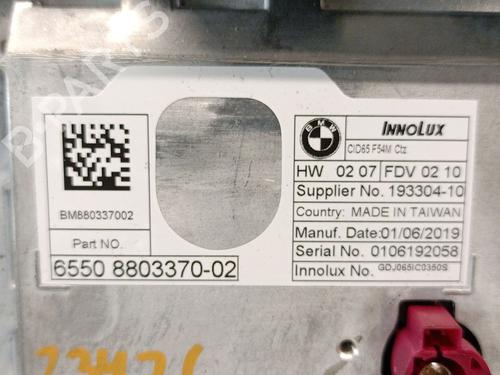 B-PARTS
BM880337002
Part NO.
6550 8803370-02
BMW
INNOLUX
CID65 F54M Ctz
HW 02 07 FDV 02 10
Supplier No. 193304-10
Country: MADE IN TAIWAN
Manuf. Date:01/06/2019
Serial No. 0106192058
Innolux No. GDJ065IC0350S